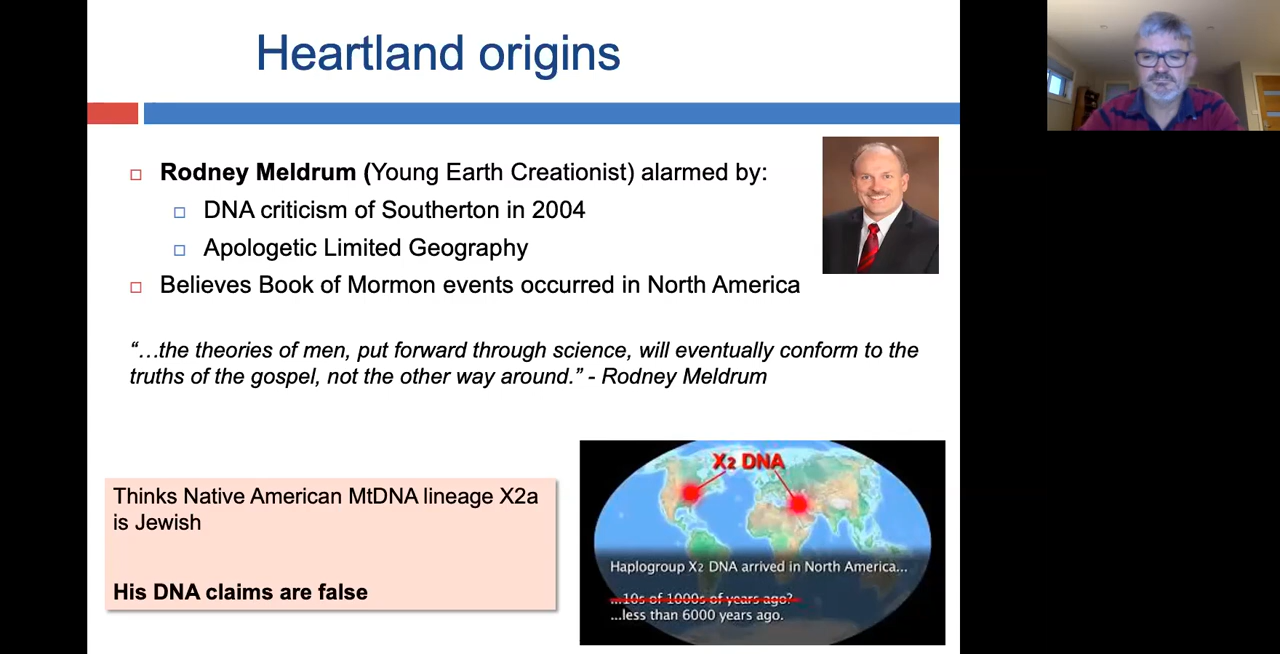 Heartland origins
Rodney Meldrum (Young Earth Creationist) alarmed by:
DNA criticism of Southerton in 2004
Apologetic Limited Geography
Believes Book of Mormon events occurred in North America
“…the theories of men, put forward through science, will eventually conform to the
truths of the gospel, not the other way around.” - Rodney Meldrum
Thinks Native American MtDNA lineage X2a
is Jewish
His DNA claims are false
X2 DNA
Haplogroup X2 DNA arrived in North America...
...10s of 1000s of years ago?
...less than 6000 years ago.